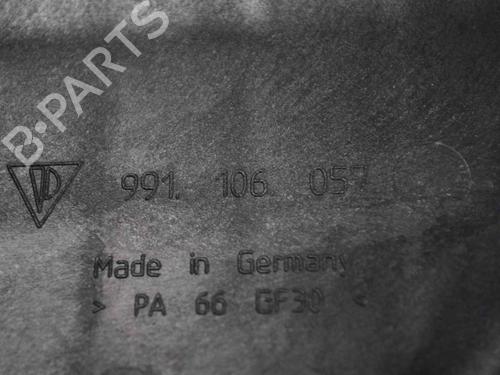 B-PARTS
991. 106 057
Made in Germany
> PA 66 GF30 <